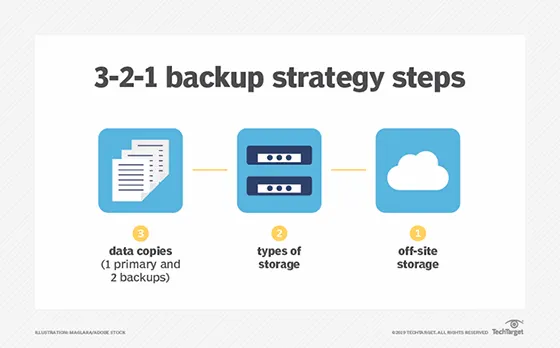 3-2-1 backup strategy steps
3
data copies
(1 primary and
2 backups)
2
types of
storage
1
off-site
storage
ILLUSTRATION: MAKLARA/ADOBE STOCK
©2019 TECHTARGET. ALL RIGHTS RESERVED
TechTarget